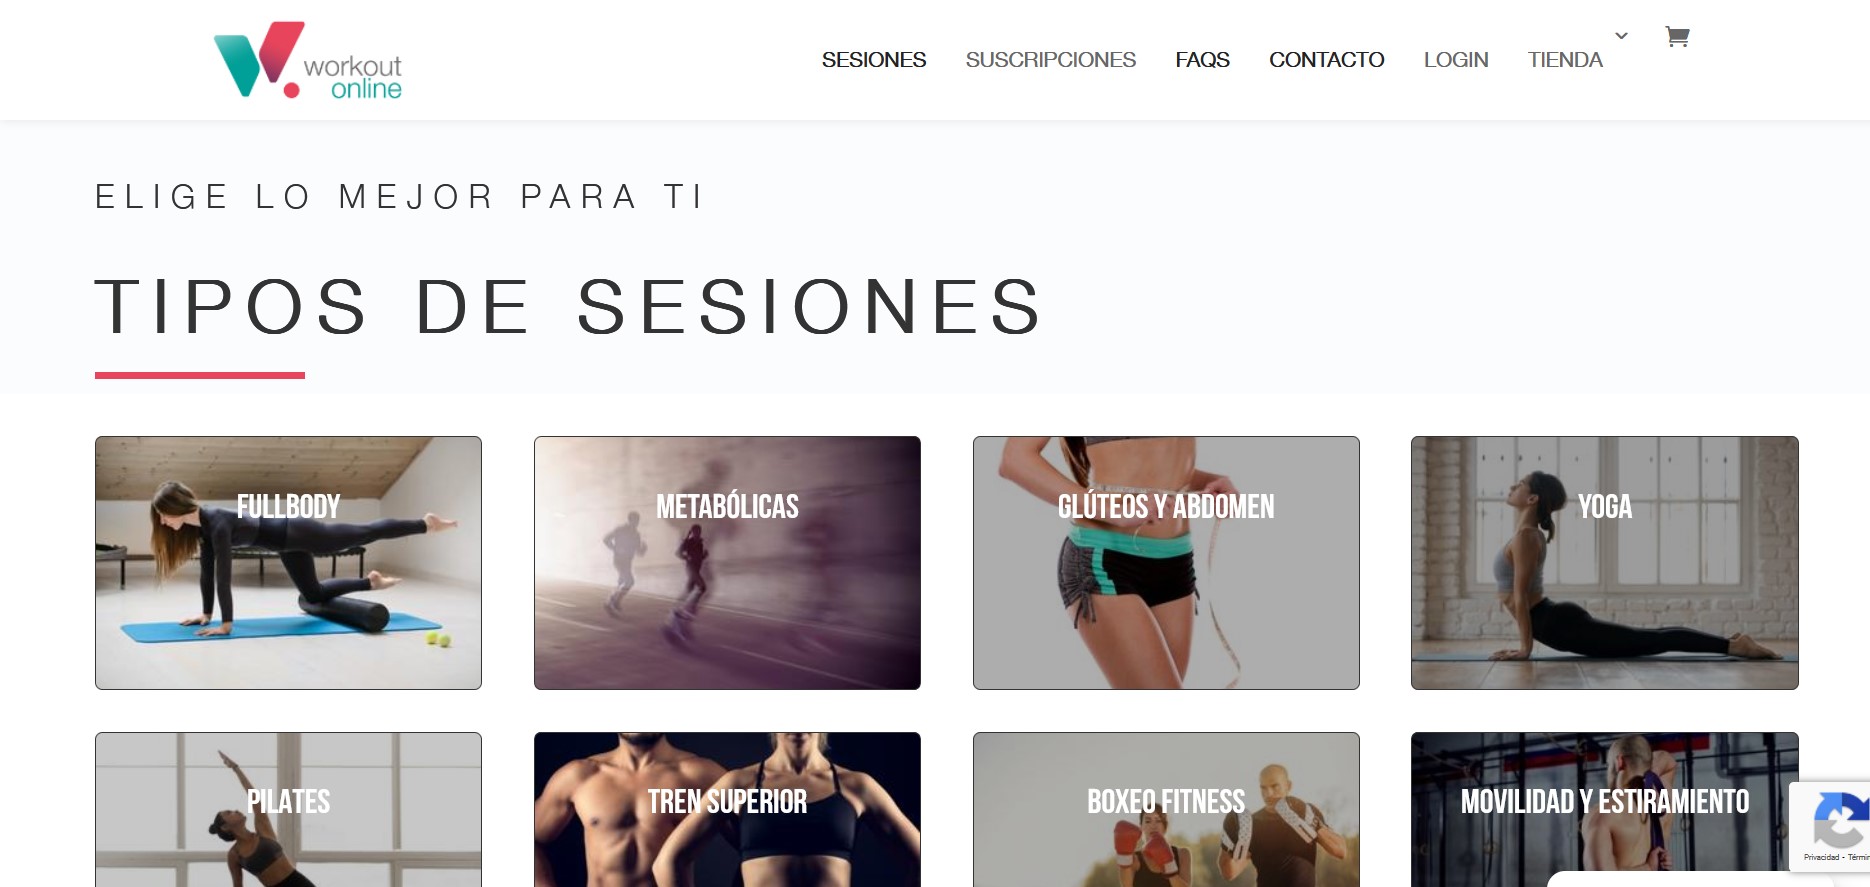 workout
online
SESIONES
SUSCRIPCIONES
FAQS
CONTACTO
LOGIN
TIENDA
ELIGE LO MEJOR PARA TI
TIPOS DE SESIONES
FULLBODY
METABÓLICAS
GLÚTEOS Y ABDOMEN
YOGA
PILATES
TREN SUPERIOR
BOXEO FITNESS
MOVILIDAD Y ESTIRAMIENTO
Privacidad -